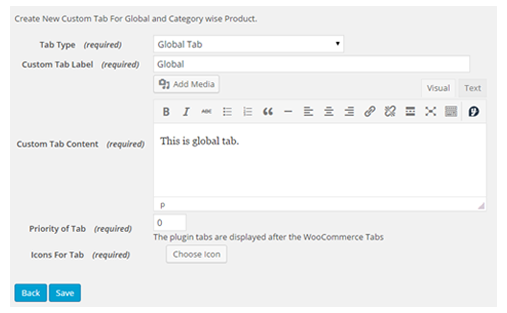 Create New Custom Tab For Global and Category wise Product.
Tab Type (required) Global Tab
Custom Tab Label (required) Global
Add Media
Visual Text
B I ABC
Custom Tab Content (required) This is global tab.
p
Priority of Tab (required) 0
The plugin tabs are displayed after the WooCommerce Tabs
Icons For Tab (required) Choose Icon
Back Save